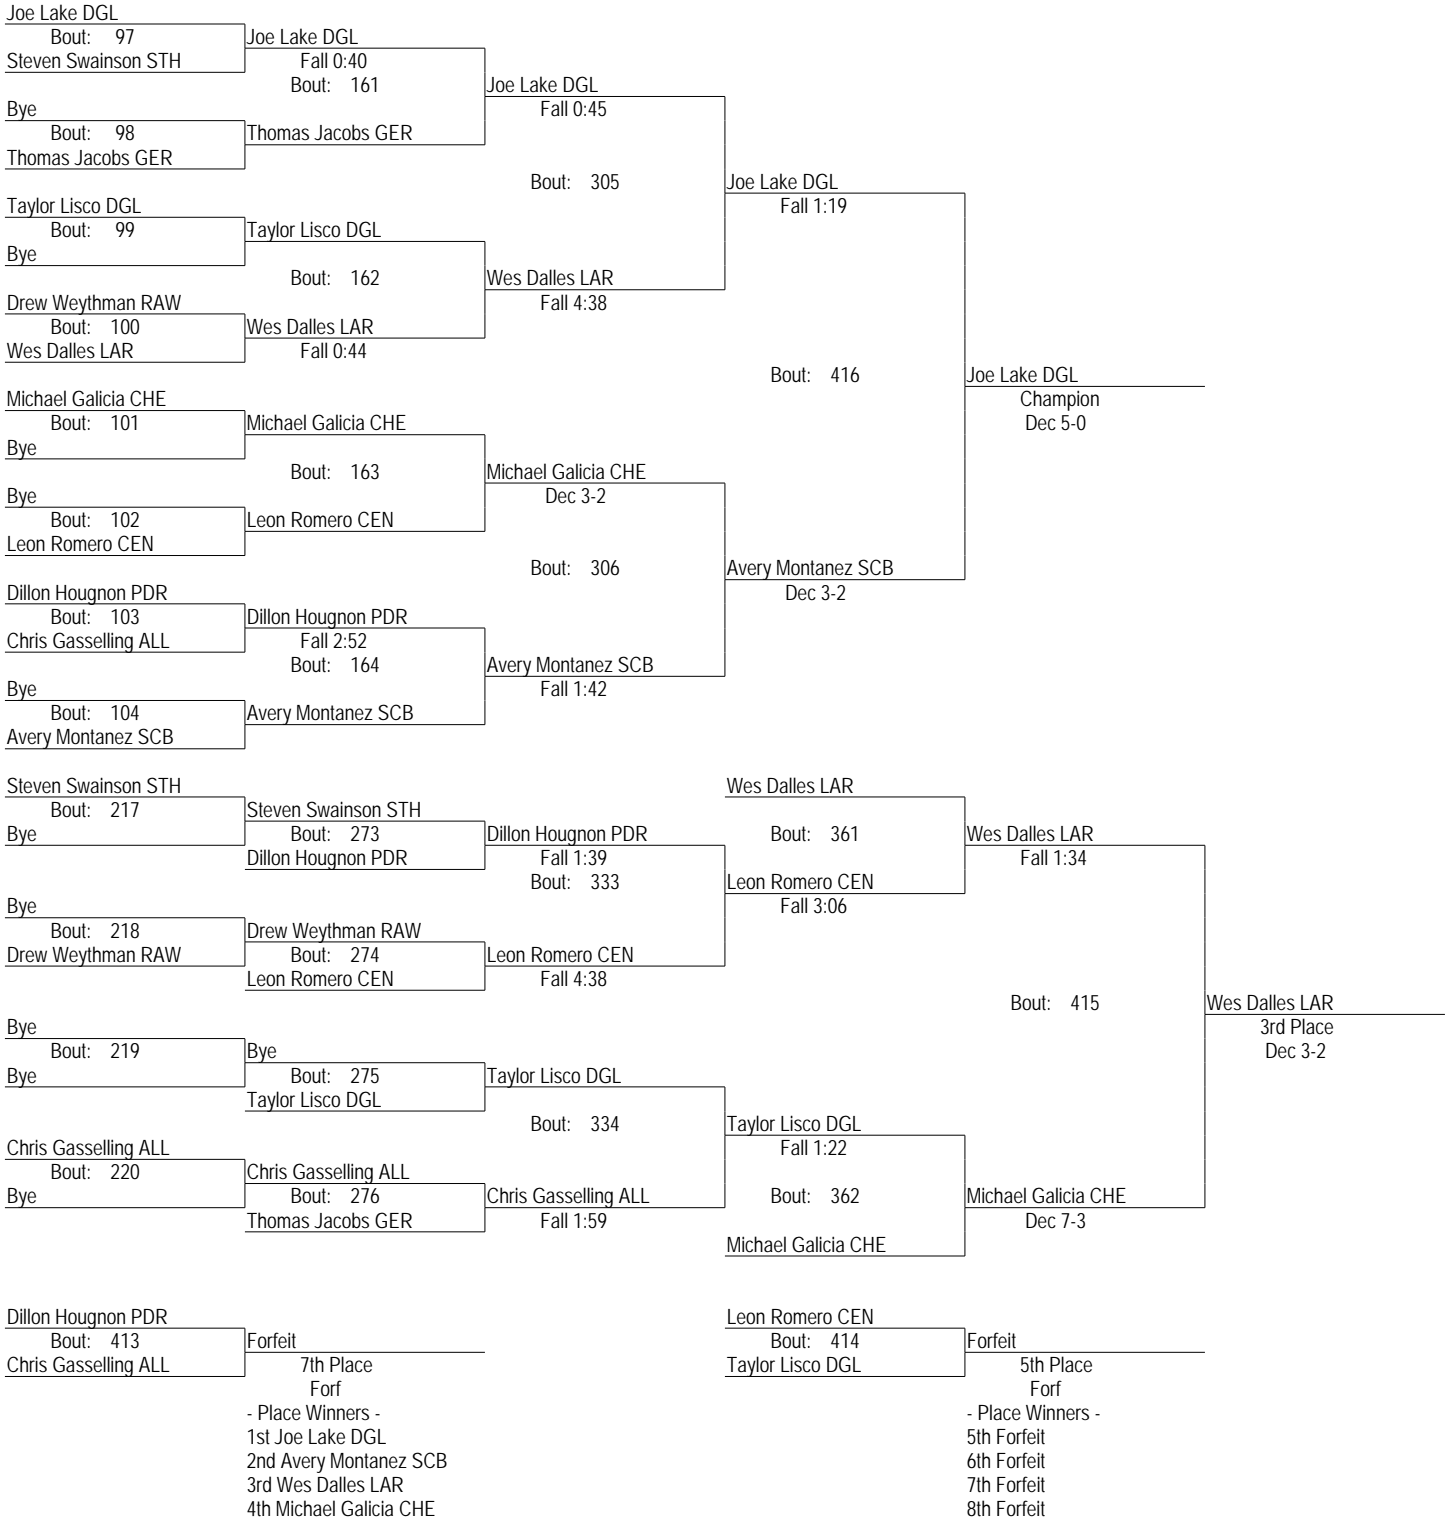 Joe Lake DGL
Bout: 97 Joe Lake DGL
Steven Swainson STH Fall 0:40
Bout: 161 Joe Lake DGL
Bye Fall 0:45
Bout: 98 Thomas Jacobs GER
Thomas Jacobs GER
Bout: 305 Joe Lake DGL
Taylor Lisco DGL Fall 1:19
Bout: 99 Taylor Lisco DGL
Bye
Bout: 162 Wes Dalles LAR
Drew Weythman RAW Fall 4:38
Bout: 100 Wes Dalles LAR
Wes Dalles LAR Fall 0:44
Bout: 416 Joe Lake DGL
Michael Galicia CHE Champion
Bout: 101 Michael Galicia CHE Dec 5-0
Bye
Bout: 163 Michael Galicia CHE
Bye Dec 3-2
Bout: 102 Leon Romero CEN
Leon Romero CEN
Bout: 306 Avery Montanez SCB
Dillon Hougnon PDR Dec 3-2
Bout: 103 Dillon Hougnon PDR
Chris Gasselling ALL Fall 2:52
Bout: 164 Avery Montanez SCB
Bye Fall 1:42
Bout: 104 Avery Montanez SCB
Avery Montanez SCB
Steven Swainson STH Wes Dalles LAR
Bout: 217 Steven Swainson STH
Bye Bout: 273 Dillon Hougnon PDR Bout: 361 Wes Dalles LAR
Dillon Hougnon PDR Fall 1:39 Fall 1:34
Bout: 333 Leon Romero CEN
Bye Fall 3:06
Bout: 218 Drew Weythman RAW
Drew Weythman RAW Bout: 274 Leon Romero CEN
Leon Romero CEN Fall 4:38
Bout: 415 Wes Dalles LAR
Bye 3rd Place
Bout: 219 Bye Dec 3-2
Bye Bout: 275 Taylor Lisco DGL
Taylor Lisco DGL
Bout: 334 Taylor Lisco DGL
Chris Gasselling ALL Fall 1:22
Bout: 220 Chris Gasselling ALL
Bye Bout: 276 Chris Gasselling ALL Bout: 362 Michael Galicia CHE
Thomas Jacobs GER Fall 1:59 Dec 7-3
Michael Galicia CHE
Dillon Hougnon PDR Leon Romero CEN
Bout: 413 Forfeit Bout: 414 Forfeit
Chris Gasselling ALL 7th Place Taylor Lisco DGL 5th Place
Forf Forf
- Place Winners - - Place Winners -
1st Joe Lake DGL 5th Forfeit
2nd Avery Montanez SCB 6th Forfeit
3rd Wes Dalles LAR 7th Forfeit
4th Michael Galicia CHE 8th Forfeit